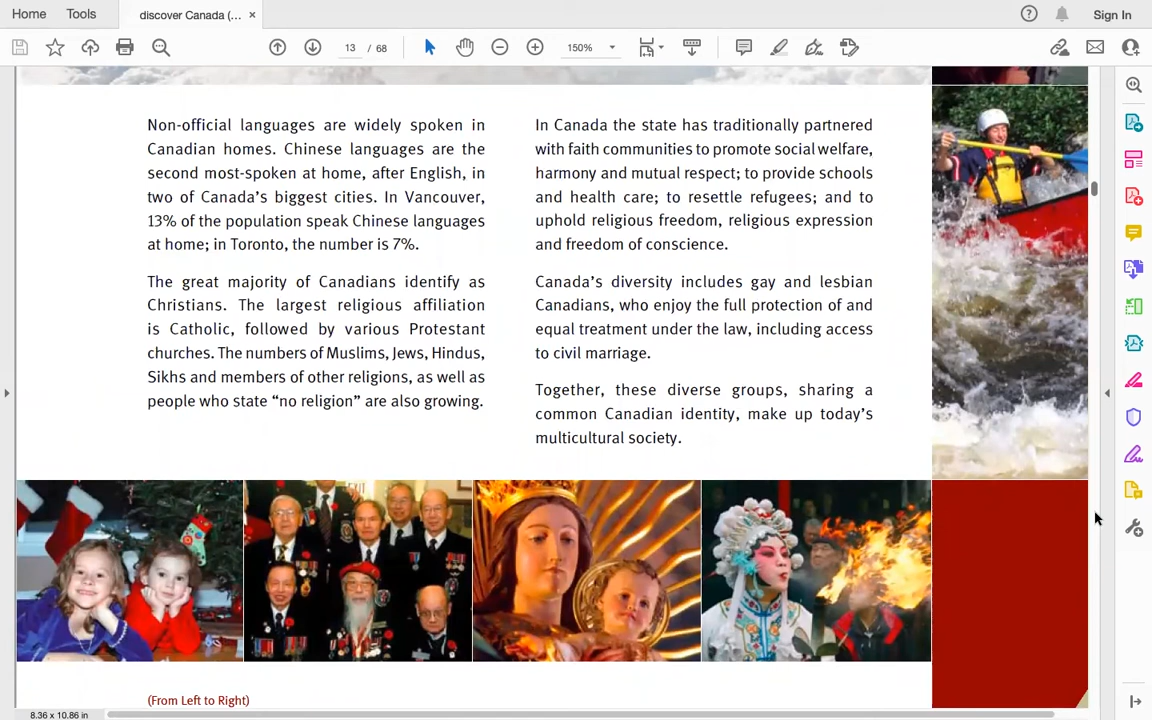 Home
Tools
discover Canada (... ×
Sign In
13 / 68
150%
Non-official languages are widely spoken in
Canadian homes. Chinese languages are the
second most-spoken at home, after English, in
two of Canada's biggest cities. In Vancouver,
13% of the population speak Chinese languages
at home; in Toronto, the number is 7%.
The great majority of Canadians identify as
Christians. The largest religious affiliation
is Catholic, followed by various Protestant
churches. The numbers of Muslims, Jews, Hindus,
Sikhs and members of other religions, as well as
people who state “no religion” are also growing.
In Canada the state has traditionally partnered
with faith communities to promote social welfare,
harmony and mutual respect; to provide schools
and health care; to resettle refugees; and to
uphold religious freedom, religious expression
and freedom of conscience.
Canada's diversity includes gay and lesbian
Canadians, who enjoy the full protection of and
equal treatment under the law, including access
to civil marriage.
Together, these diverse groups, sharing a
common Canadian identity, make up today's
multicultural society.
(From Left to Right)
8.36 x 10.86 in